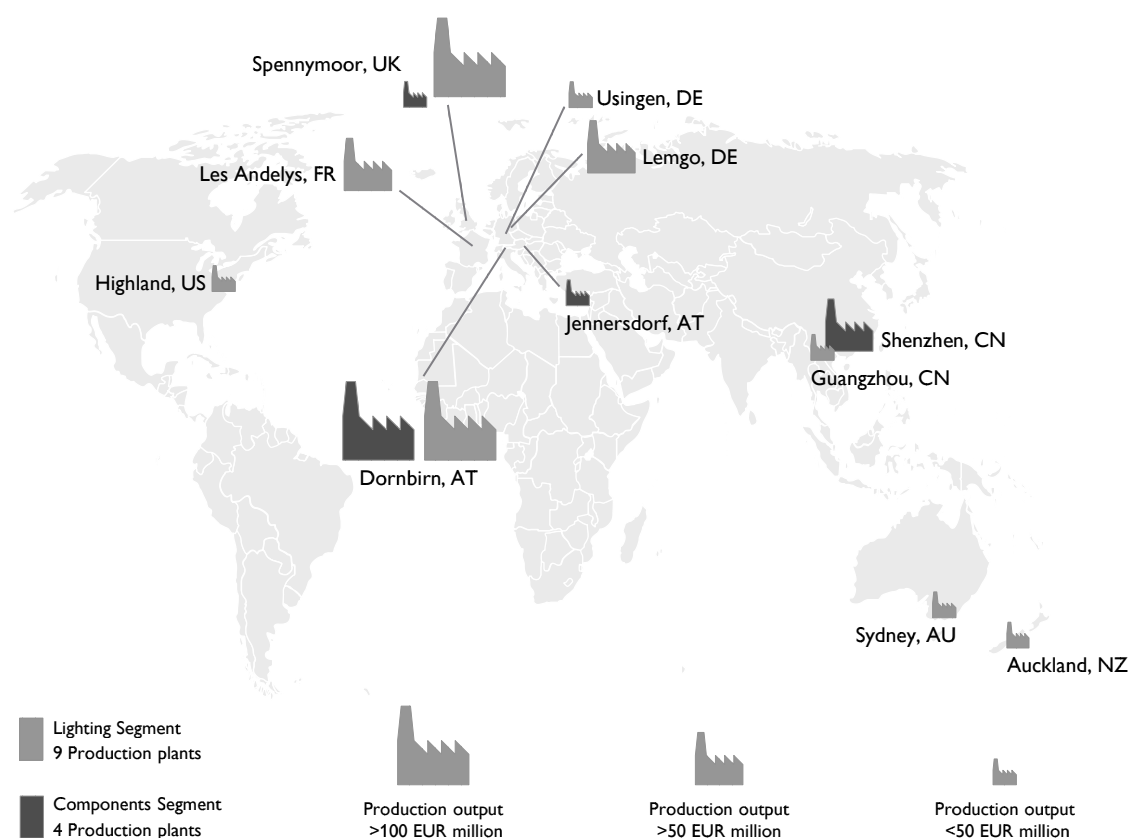 Spennymoor, UK
Usingen, DE
Lemgo, DE
Les Andelys, FR
Highland, US
Jennersdorf, AT
Shenzhen, CN
Guangzhou, CN
Dornbirn, AT
Sydney, AU
Auckland, NZ
Lighting Segment
9 Production plants
Components Segment
4 Production plants
Production output
>100 EUR million
Production output
>50 EUR million
Production output
<50 EUR million